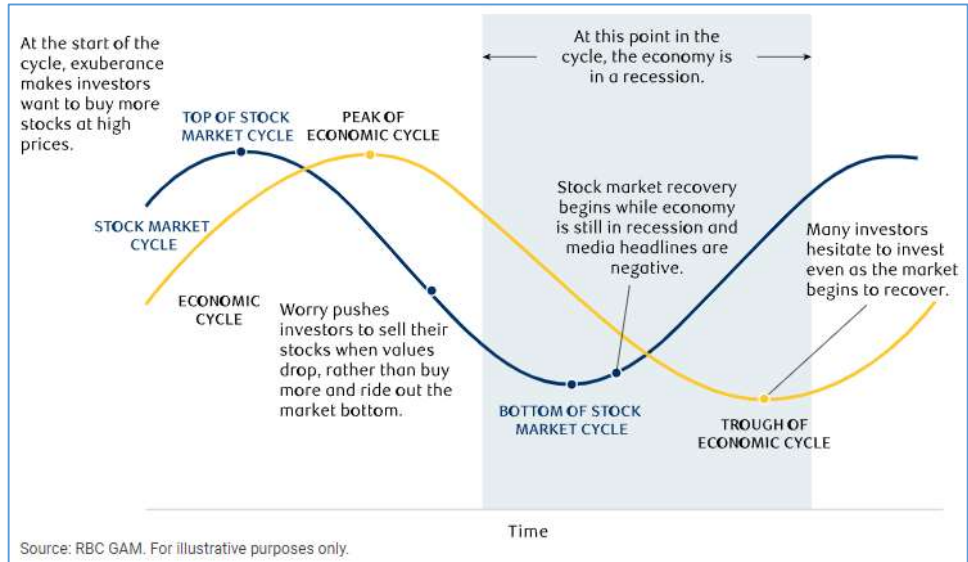 At the start of the
cycle, exuberance
makes investors
want to buy more
stocks at high
prices.
At this point in the
cycle, the economy is
in a recession.
TOP OF STOCK
MARKET CYCLE
PEAK OF
ECONOMIC CYCLE
STOCK MARKET
CYCLE
ECONOMIC
CYCLE
Worry pushes
investors to sell their
stocks when values
drop, rather than buy
more and ride out the
market bottom.
Stock market recovery
begins while economy
is still in recession and
media headlines are
negative.
Many investors
hesitate to invest
even as the market
begins to recover.
BOTTOM OF STOCK
MARKET CYCLE
TROUGH OF
ECONOMIC CYCLE
Time
Source: RBC GAM. For illustrative purposes only.